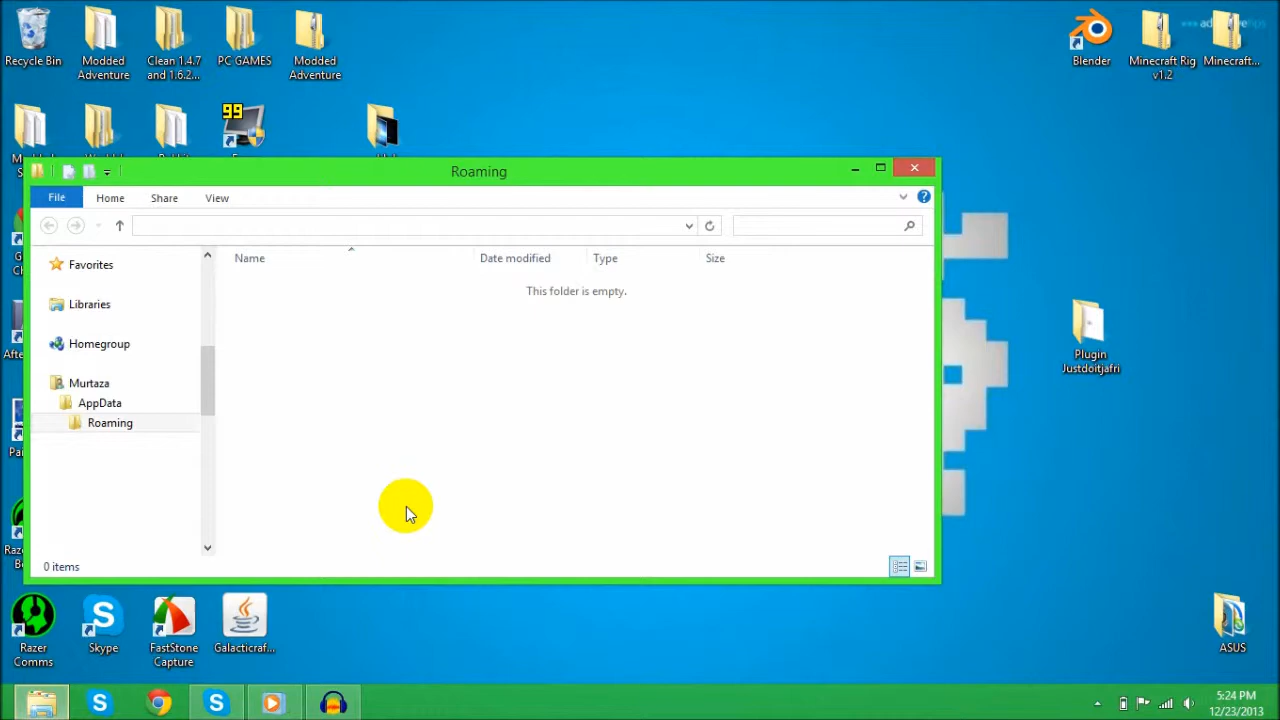 Recycle Bin
Modded
Adventure
Clean 1.4.7
and 1.6.2...
PC GAMES
Modded
Adventure
Blender
Minecraft Rig
v1.2
Minecraft...
99
Roaming
File
Home
Share
View
Name
Date modified
Type
Size
This folder is empty.
Favorites
Libraries
Homegroup
Murtaza
AppData
Roaming
0 items
Plugin
Justdoitjafri
Razer
Comms
Skype
FastStone
Capture
Galacticraf...
ASUS
5:24 PM
12/23/2013